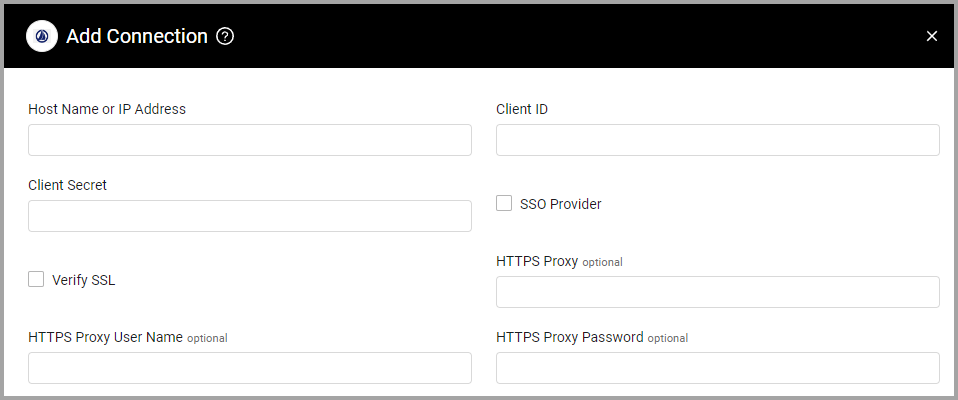 Add Connection ?
Host Name or IP Address
Client ID
Client Secret
SSO Provider
Verify SSL
HTTPS Proxy optional
HTTPS Proxy User Name optional
HTTPS Proxy Password optional